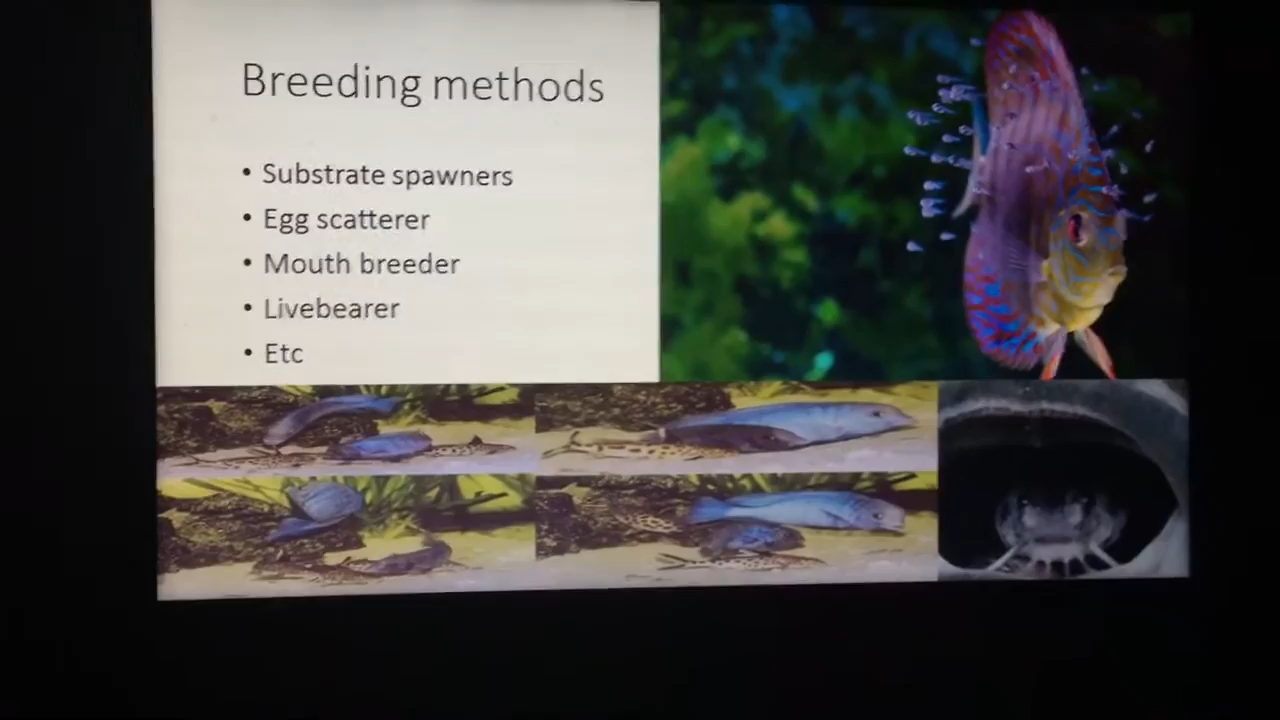 Breeding methods
• Substrate spawners
• Egg scatterer
• Mouth breeder
• Livebearer
• Etc